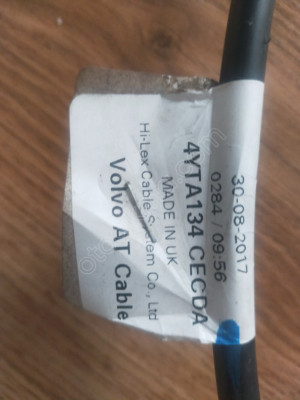 30-08-2017
0284 / 09:56
4YTA134 CECDA
MADE IN UK
Hi-Lex Cable System Co., Ltd
Volvo AT Cable